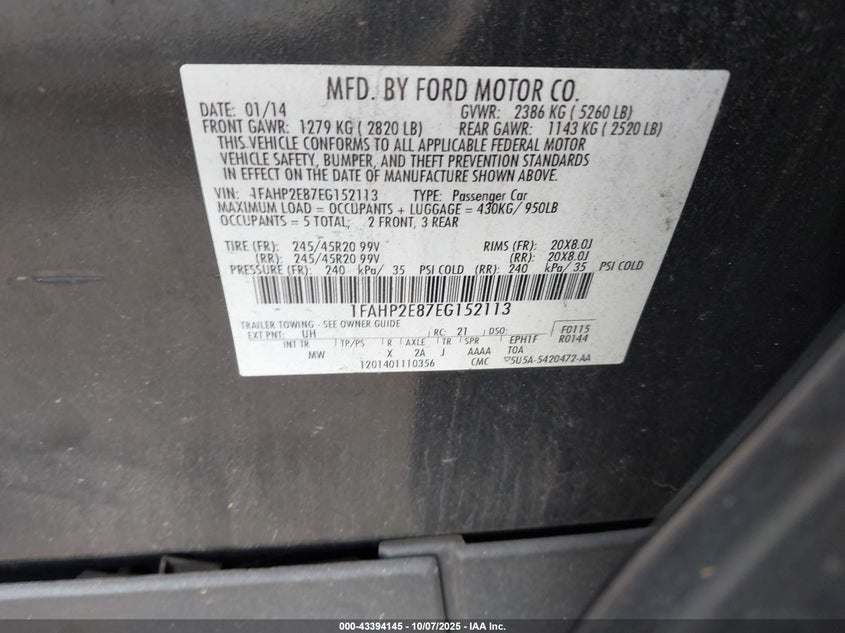 MFD. BY FORD MOTOR CO.
DATE: 01/14 GVWR: 2386 KG ( 5260 LB)
FRONT GAWR: 1279 KG ( 2820 LB) REAR GAWR: 1143 KG ( 2520 LB)
THIS VEHICLE CONFORMS TO ALL APPLICABLE FEDERAL MOTOR
VEHICLE SAFETY, BUMPER, AND THEFT PREVENTION STANDARDS
IN EFFECT ON THE DATE OF MANUFACTURE SHOWN ABOVE.
VIN: 1FAHP2E87EG152113 TYPE: Passenger Car
MAXIMUM LOAD = OCCUPANTS + LUGGAGE = 430KG/ 950LB
OCCUPANTS = 5 TOTAL; 2 FRONT, 3 REAR
TIRE (FR): 245/45R20 99V RIMS (FR): 20X8.0J
(RR): 245/45R20 99V (RR): 20X8.0J
PRESSURE (FR): 240 kPa/ 35 PSI COLD (RR): 240 kPa/ 35 PSI COLD
1FAHP2E87EG152113
TRAILER TOWING - SEE OWNER GUIDE
EXT PNT: UH RC: 21 DSO: F0115
INT TR TP/PS R AXLE TR SPR EPH1F R0144
MW X 2A J AAAA TOA
1201401110356 CMC 5U5A-5420472-AA
000-43394145 - 10/07/2025 - IAA Inc.